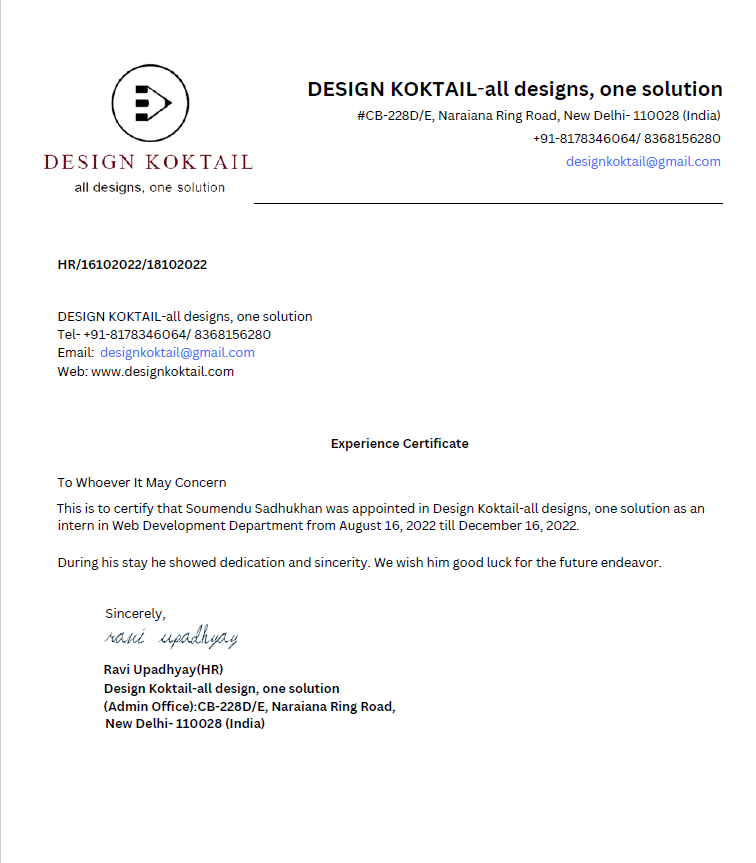 DESIGN KOKTAIL
all designs, one solution
DESIGN KOKTAIL-all designs, one solution
#CB-228D/E, Naraiana Ring Road, New Delhi- 110028 (India)
+91-8178346064/ 8368156280
designkoktail@gmail.com
HR/16102022/18102022
DESIGN KOKTAIL-all designs, one solution
Tel- +91-8178346064/ 8368156280
Email: designkoktail@gmail.com
Web: www.designkoktail.com
Experience Certificate
To Whoever It May Concern
This is to certify that Soumendu Sadhukhan was appointed in Design Koktail-all designs, one solution as an
intern in Web Development Department from August 16, 2022 till December 16, 2022.
During his stay he showed dedication and sincerity. We wish him good luck for the future endeavor.
Sincerely,
ravi upadhyay
Ravi Upadhyay(HR)
Design Koktail-all design, one solution
(Admin Office):CB-228D/E, Naraiana Ring Road,
New Delhi- 110028 (India)